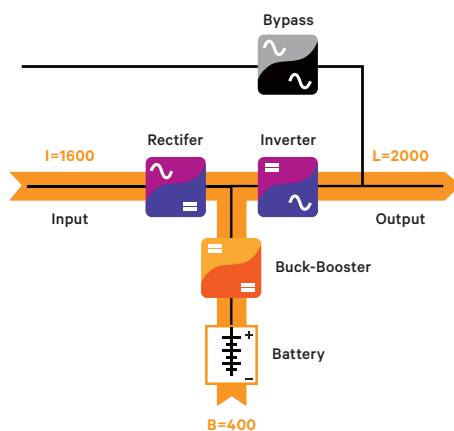 Bypass
Rectifer
Inverter
I=1600
L=2000
Input
Output
Buck-Booster
+
Battery
–
B=400